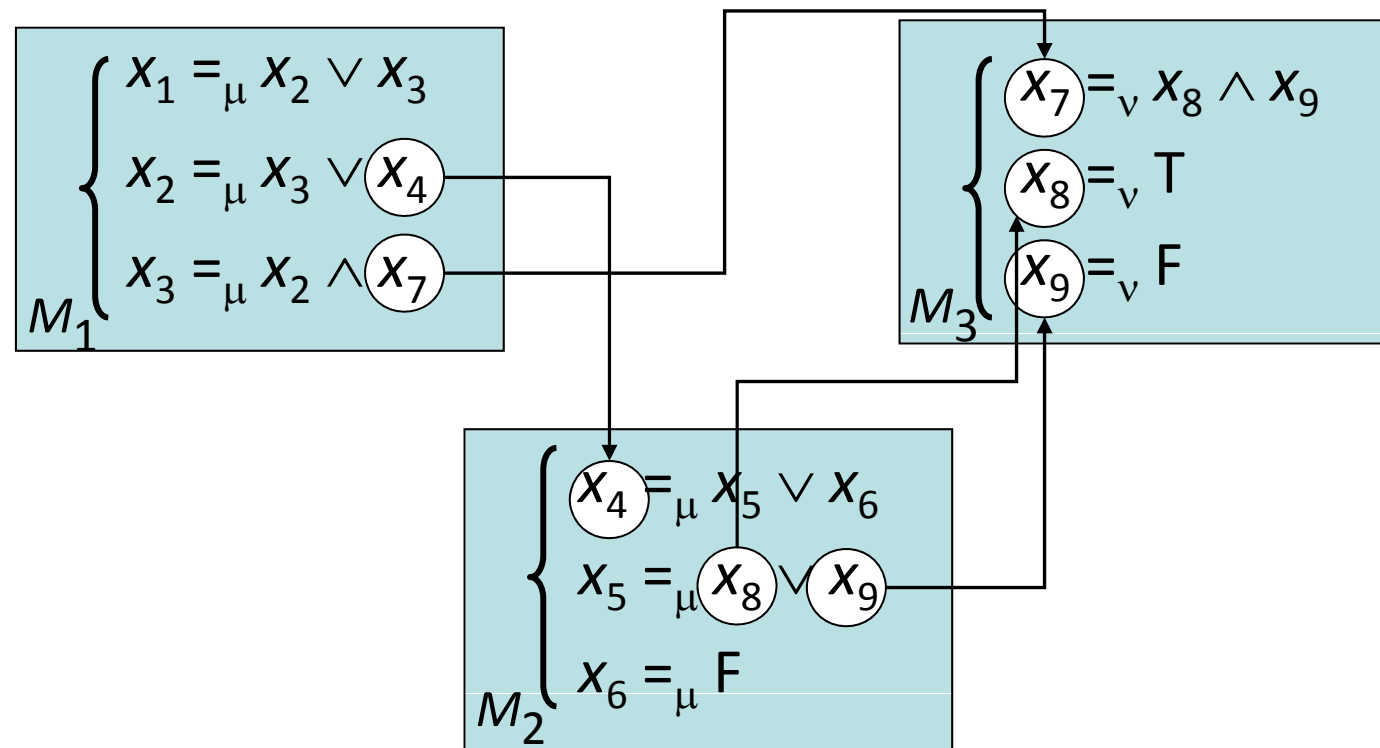 x₁ =μ x₂ ∨ x₃
x₂ =μ x₃ ∨ x₄
x₃ =μ x₂ ∧ x₇
M₁
x₇ =ν x₈ ∧ x₉
x₈ =ν T
x₉ =ν F
M₃
x₄ =μ x₅ ∨ x₆
x₅ =μ x₈ ∨ x₉
x₆ =μ F
M₂